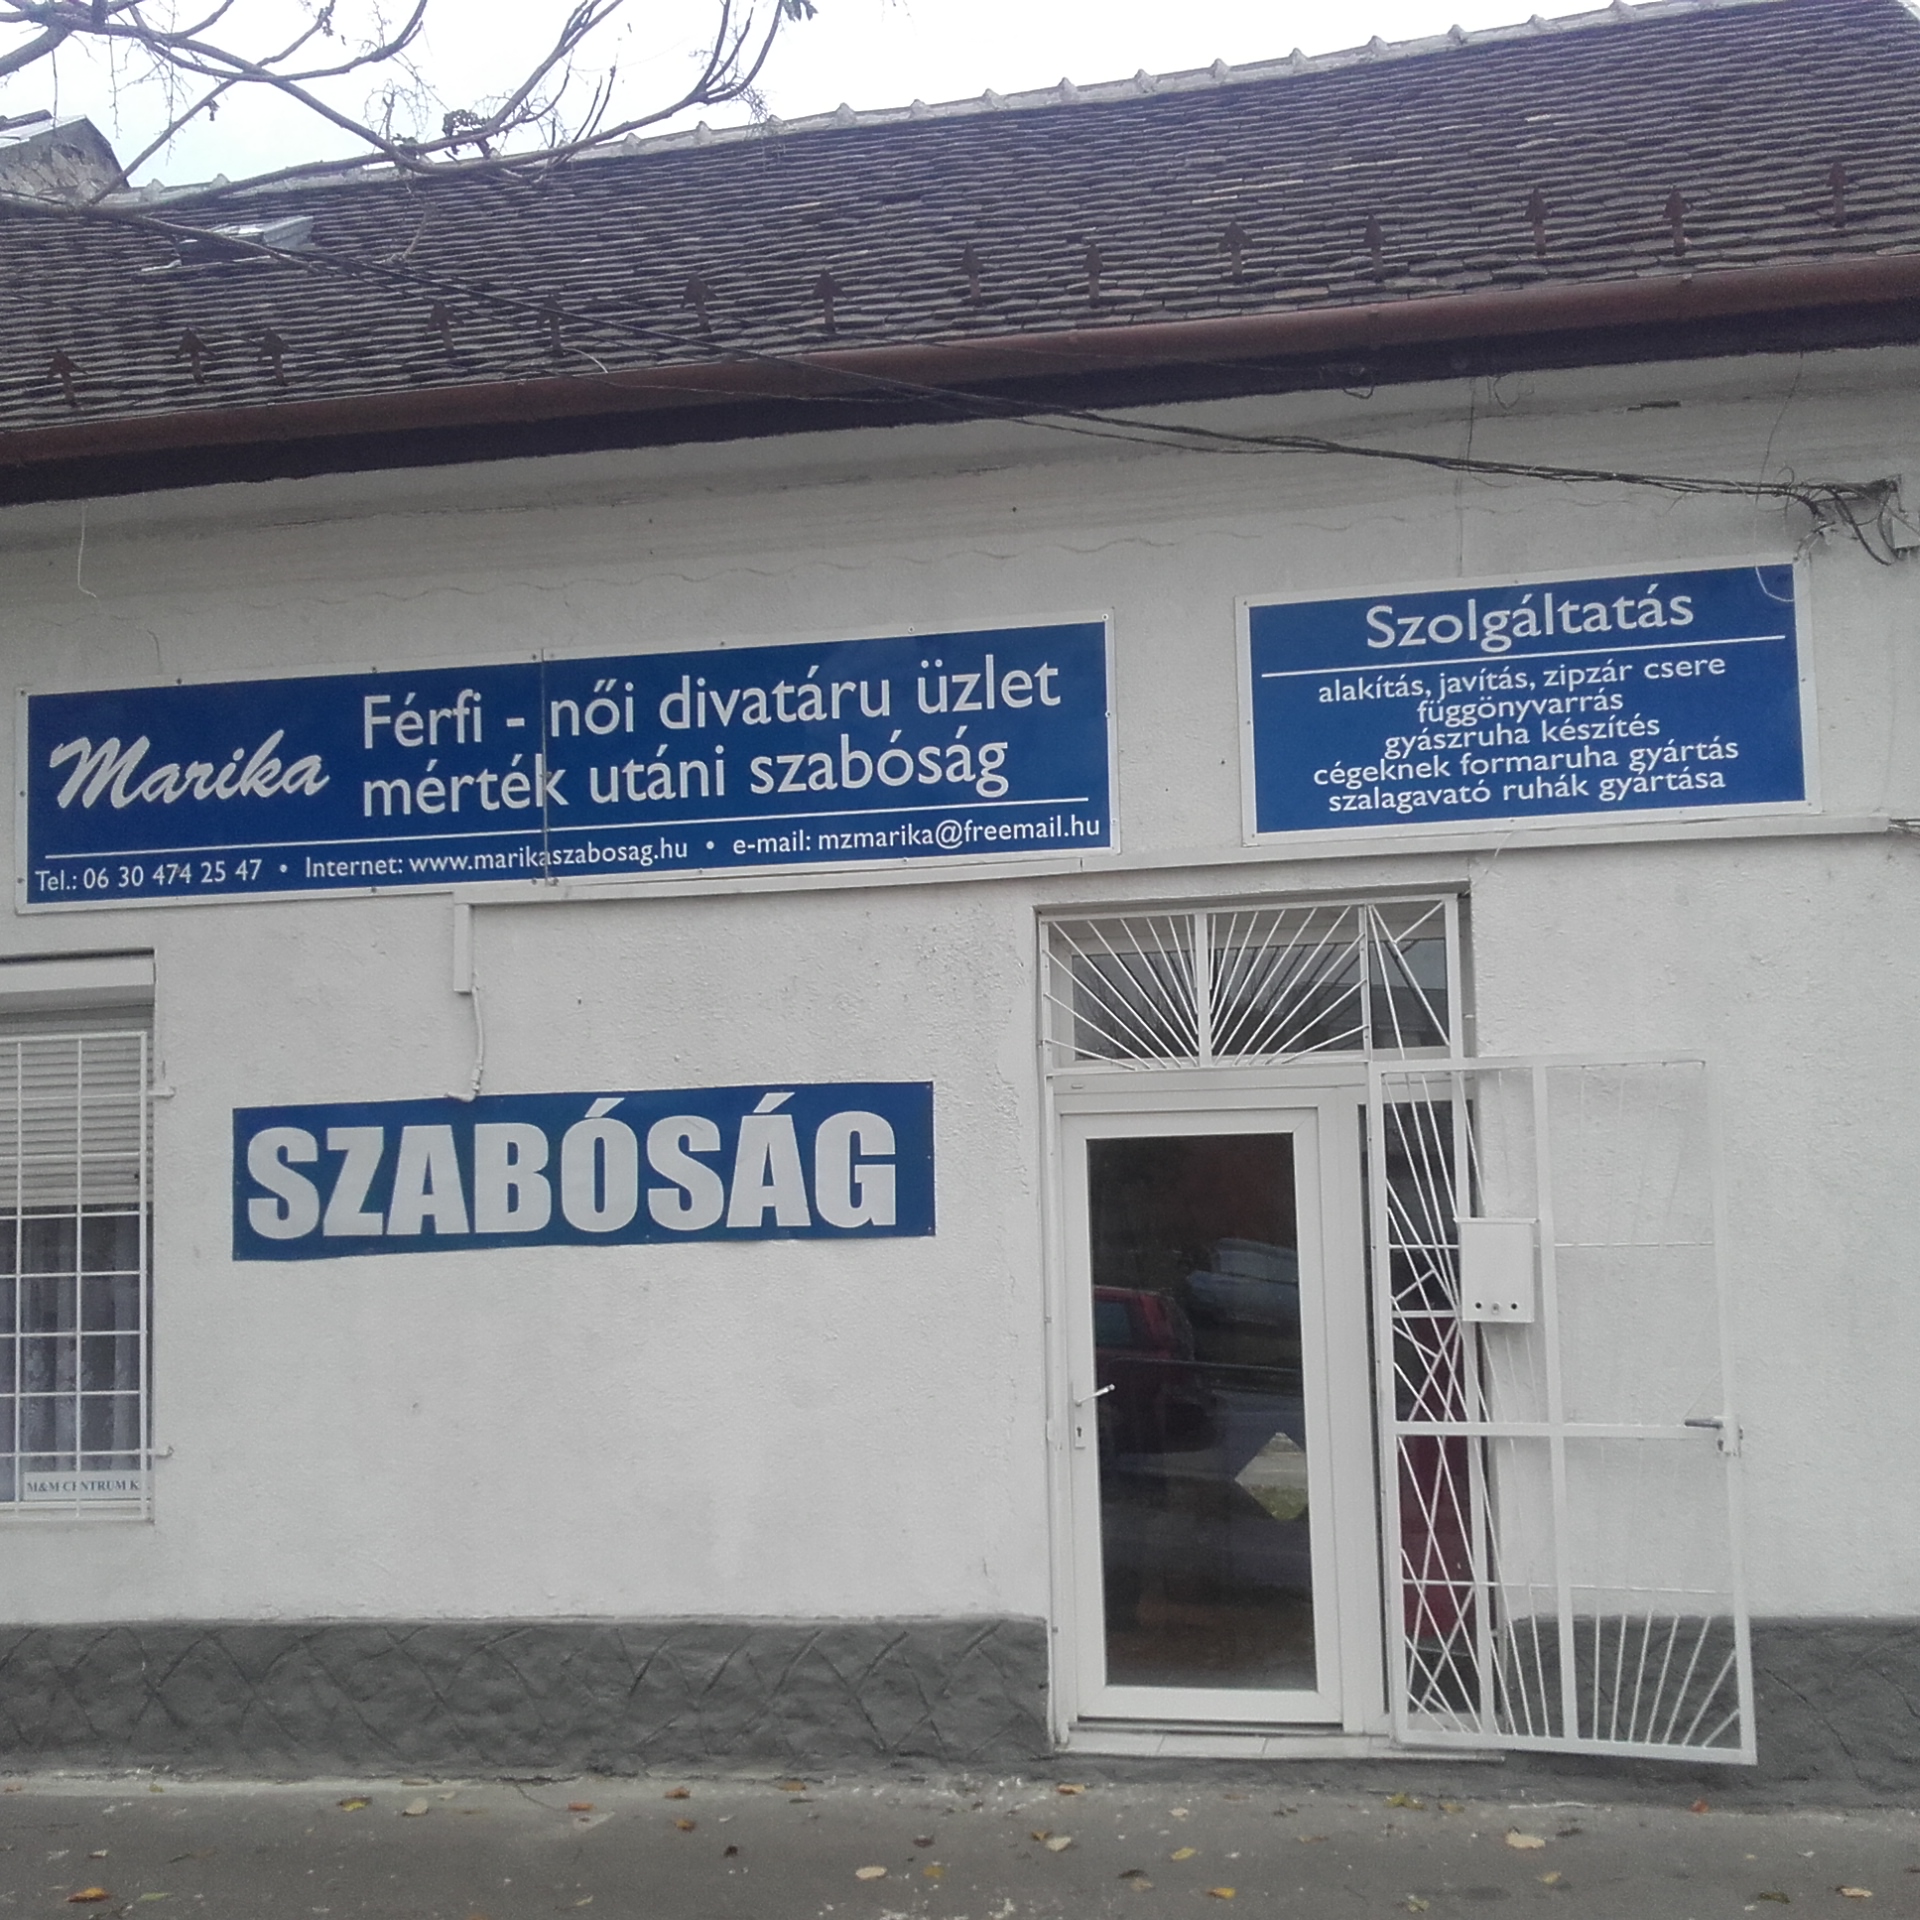 Marika
Férfi - női divatáru üzlet
mérték utáni szabóság
Tel.: 06 30 474 25 47 • Internet: www.marikaszabosag.hu • e-mail: mzmarika@freemail.hu
Szolgáltatás
alakítás, javítás, zipzár csere
függönyvarrás
gyászruha készítés
cégeknek formaruha gyártás
szalagavató ruhák gyártása
SZABÓSÁG
M&M CENTRUM